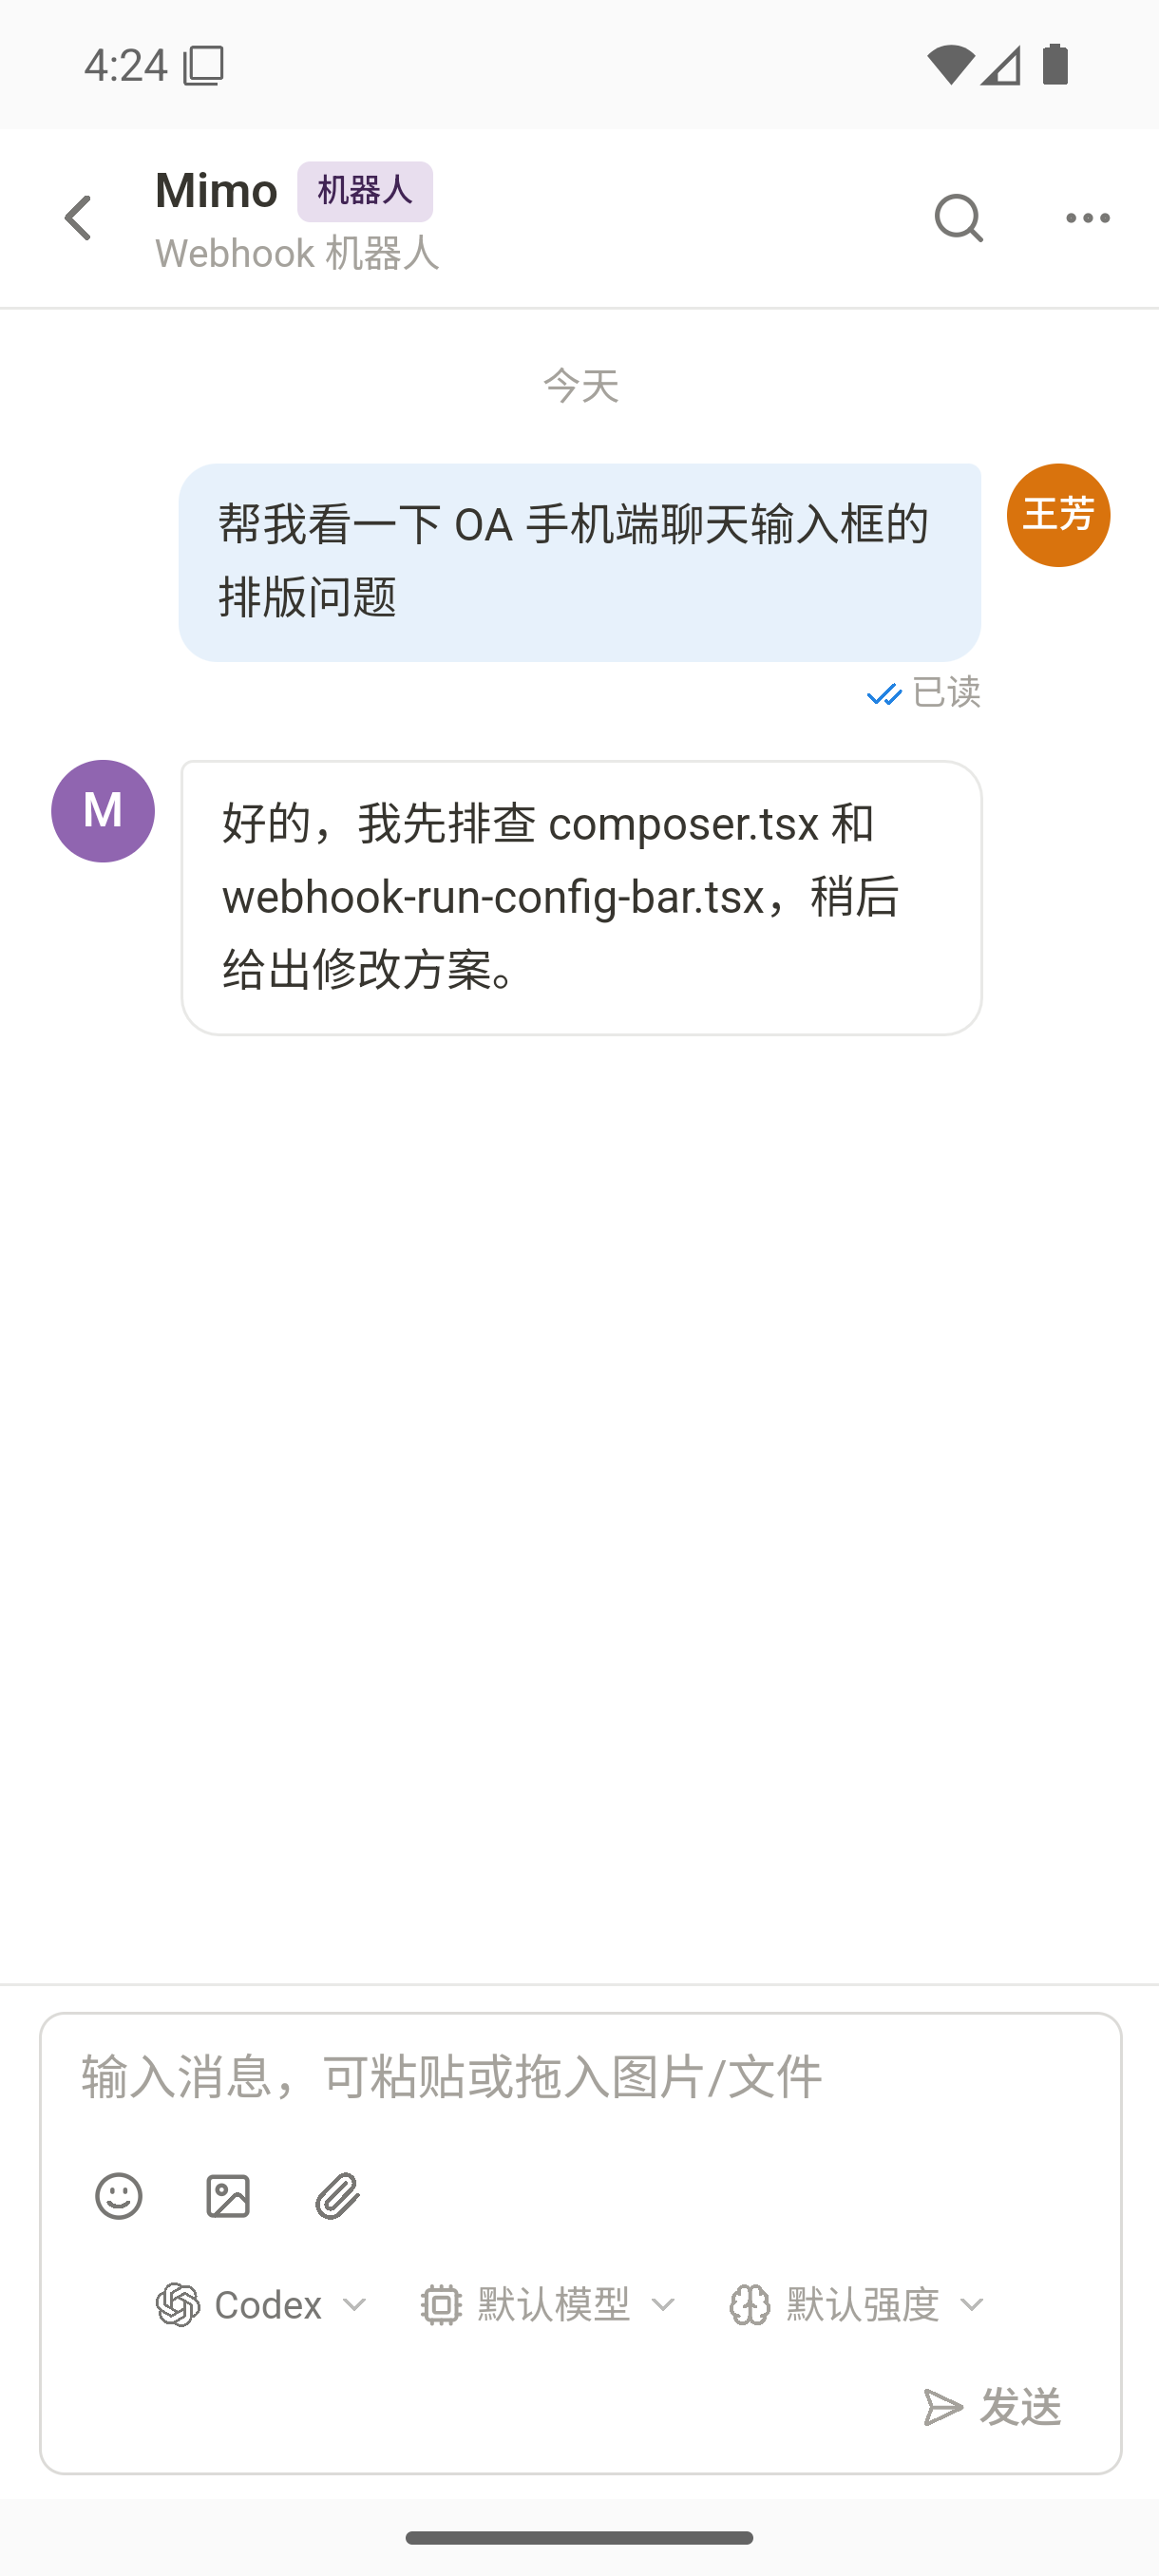 4:24
Mimo 机器人
Webhook 机器人
今天
帮我看一下 OA 手机端聊天输入框的
排版问题
王芳
已读
M
好的，我先排查 composer.tsx 和
webhook-run-config-bar.tsx，稍后
给出修改方案。
输入消息，可粘贴或拖入图片/文件
Codex 默认模型 默认强度
发送